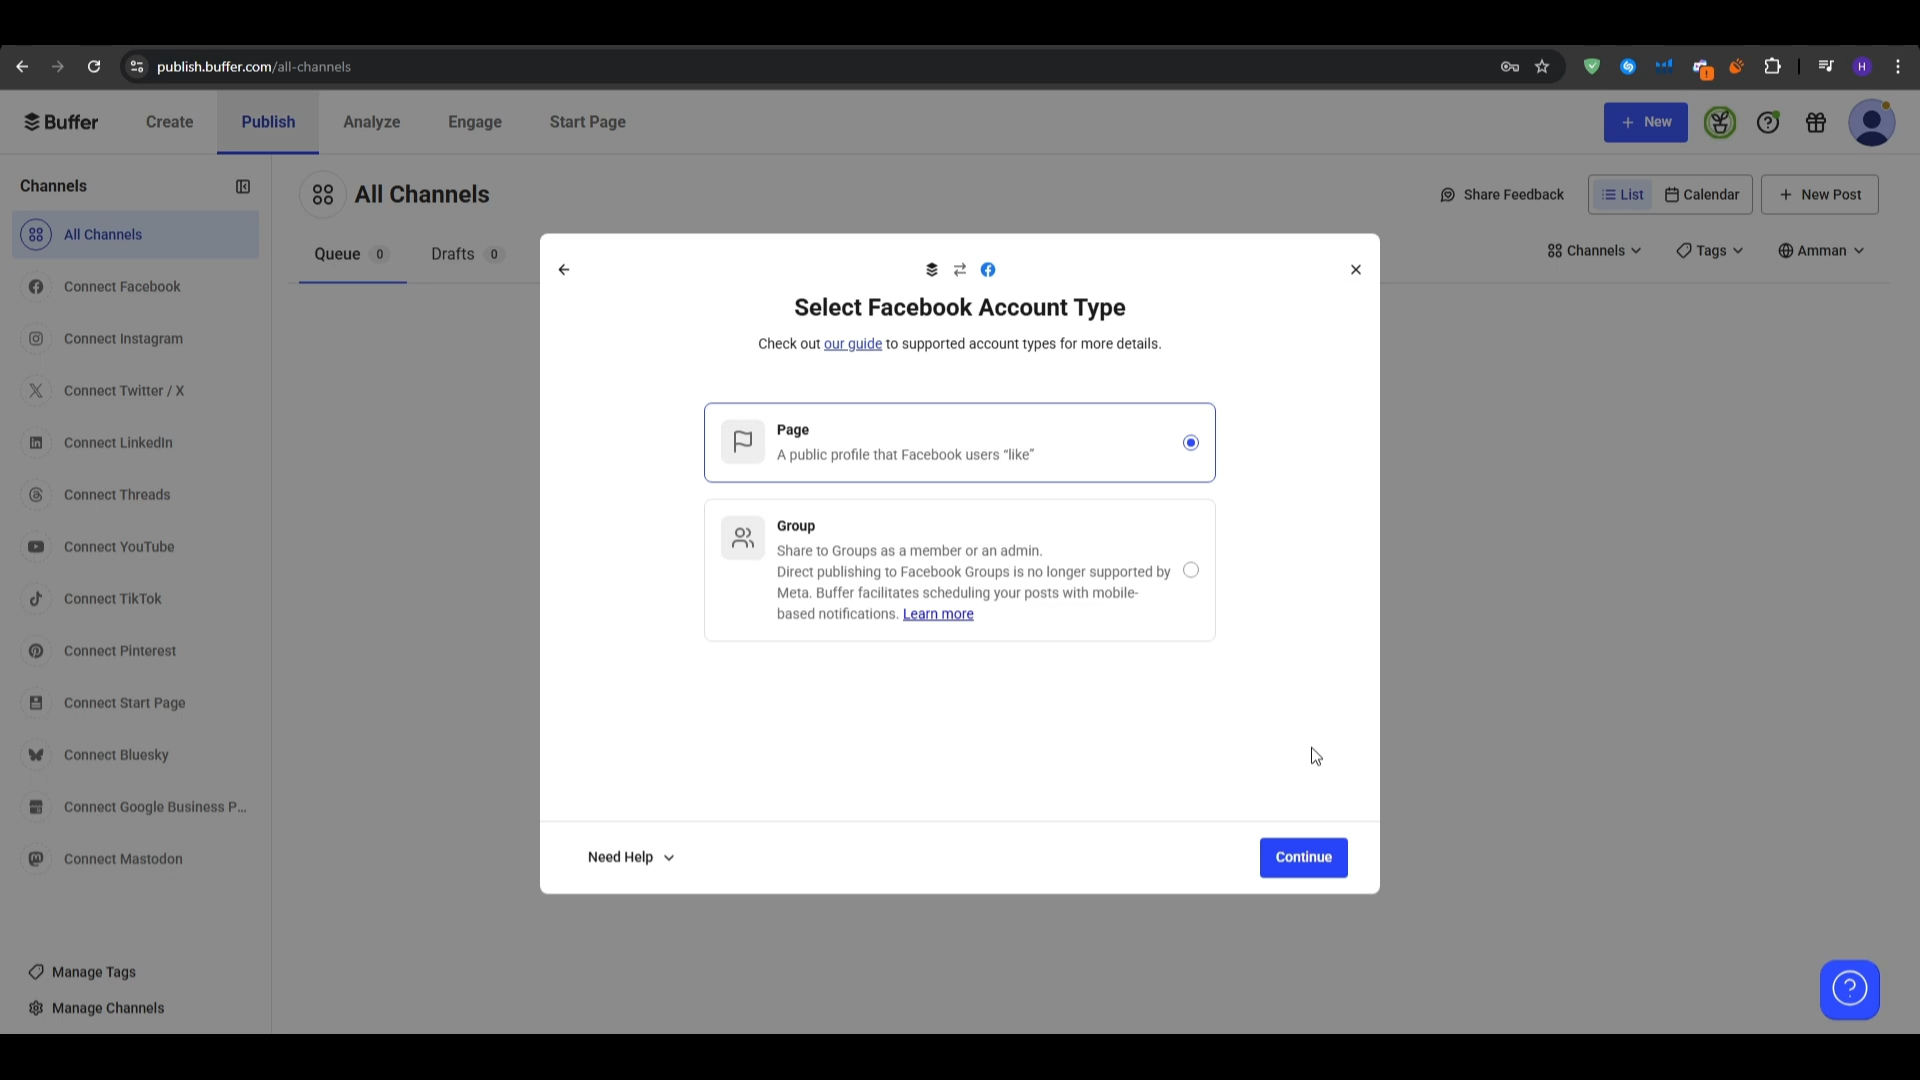 publish.buffer.com/all-channels
H
Buffer
Create
Publish
Analyze
Engage
Start Page
+ New
Channels
All Channels
Share Feedback
List
Calendar
+ New Post
All Channels
Queue 0
Drafts 0
Channels
Tags
Amman
Connect Facebook
Connect Instagram
Connect Twitter / X
Connect LinkedIn
Connect Threads
Connect YouTube
Connect TikTok
Connect Pinterest
Connect Start Page
Connect Bluesky
Connect Google Business P...
Connect Mastodon
Manage Tags
Manage Channels
Select Facebook Account Type
Check out our guide to supported account types for more details.
Page
A public profile that Facebook users “like”
Group
Share to Groups as a member or an admin.
Direct publishing to Facebook Groups is no longer supported by
Meta. Buffer facilitates scheduling your posts with mobile-
based notifications. Learn more
Need Help
Continue